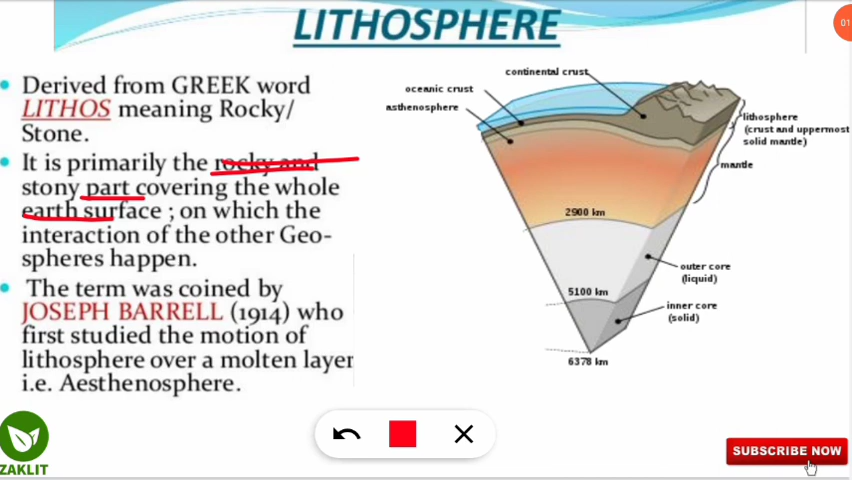 LITHOSPHERE
01
Derived from GREEK word
LITHOS meaning Rocky/
Stone.
It is primarily the rocky and
stony part covering the whole
earth surface ; on which the
interaction of the other Geo-
spheres happen.
The term was coined by
JOSEPH BARRELL (1914) who
first studied the motion of
lithosphere over a molten layer
i.e. Aesthenosphere.
continental crust
oceanic crust
asthenosphere
lithosphere
(crust and uppermost
solid mantle)
mantle
2900 km
outer core
(liquid)
5100 km
inner core
(solid)
6378 km
ZAKLIT
SUBSCRIBE NOW